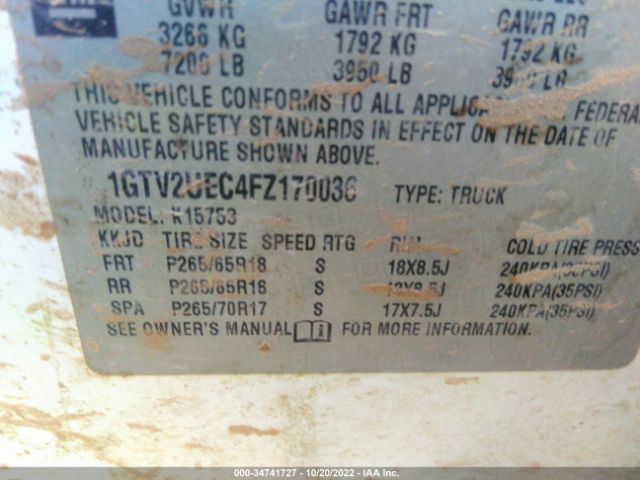 GVWR GAWR FRT GAWR RR
3266 KG 1792 KG 1792 KG
7200 LB 3950 LB 3950 LB
THIS VEHICLE CONFORMS TO ALL FEDERAL
VEHICLE SAFETY STANDARDS IN EFFECT ON THE DATE OF
MANUFACTURE SHOWN ABOVE.
1GTV2UEC4FZ170036 TYPE: TRUCK
MODEL: K15753
KKJD TIRE SIZE SPEED RTG RIM COLD TIRE PRESS
FRT P265/65R18 S 18X8.5J 240KPA(35PSI)
RR P265/65R18 S 18X8.5J 240KPA(35PSI)
SPA P265/70R17 S 17X7.5J 240KPA(35PSI)
SEE OWNER'S MANUAL FOR MORE INFORMATION.
000-34741727 - 10/20/2022 - IAA Inc.